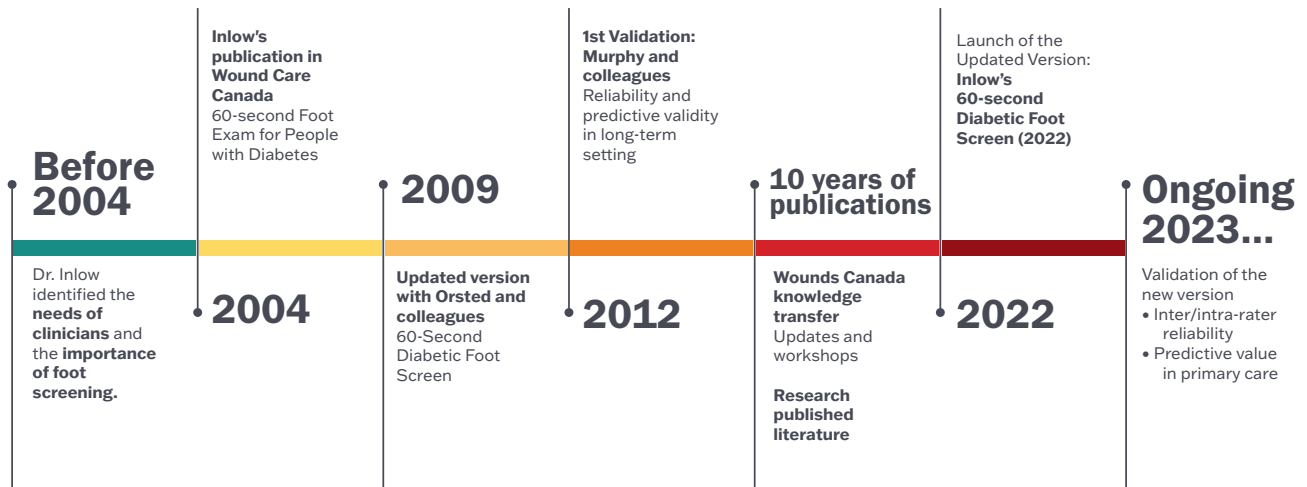 Before
2004
Dr. Inlow
identified the
needs of
clinicians and
the importance
of foot
screening.
Inlow’s
publication in
Wound Care
Canada
60-second Foot
Exam for People
with Diabetes
2004
2009
Updated version
with Orsted and
colleagues
60-Second
Diabetic Foot
Screen
1st Validation:
Murphy and
colleagues
Reliability and
predictive validity
in long-term
setting
2012
10 years of
publications
Wounds Canada
knowledge
transfer
Updates and
workshops
Research
published
literature
Launch of the
Updated Version:
Inlow’s
60-second
Diabetic Foot
Screen (2022)
2022
Ongoing
2023...
Validation of the
new version
• Inter/intra-rater
reliability
• Predictive value
in primary care